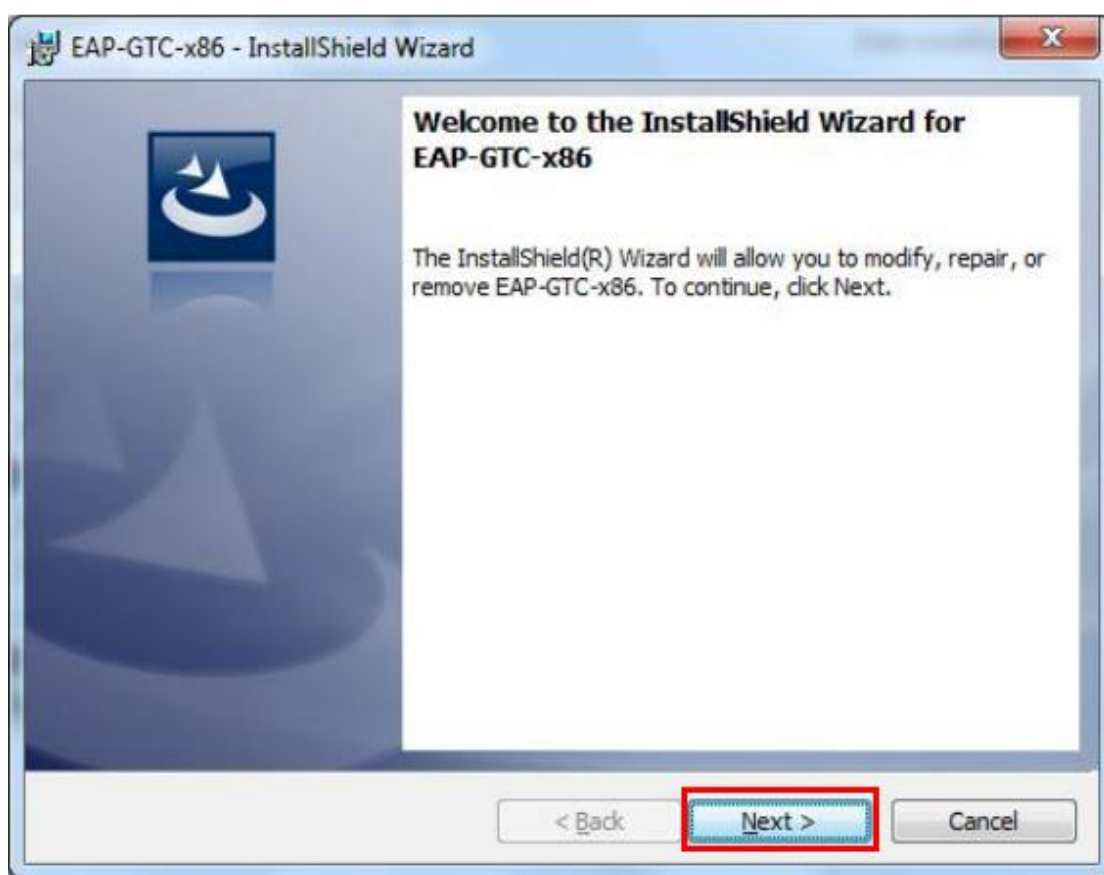 EAP-GTC-x86 - InstallShield Wizard
Welcome to the InstallShield Wizard for
EAP-GTC-x86
The InstallShield(R) Wizard will allow you to modify, repair, or
remove EAP-GTC-x86. To continue, click Next.
< Back Next > Cancel